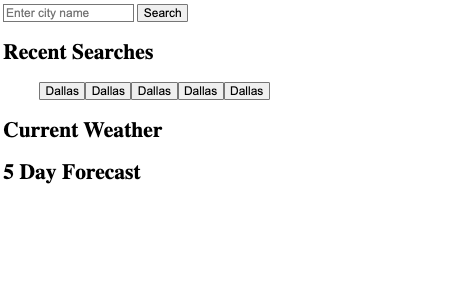 Enter city name Search
Recent Searches
Dallas Dallas Dallas Dallas Dallas
Current Weather
5 Day Forecast